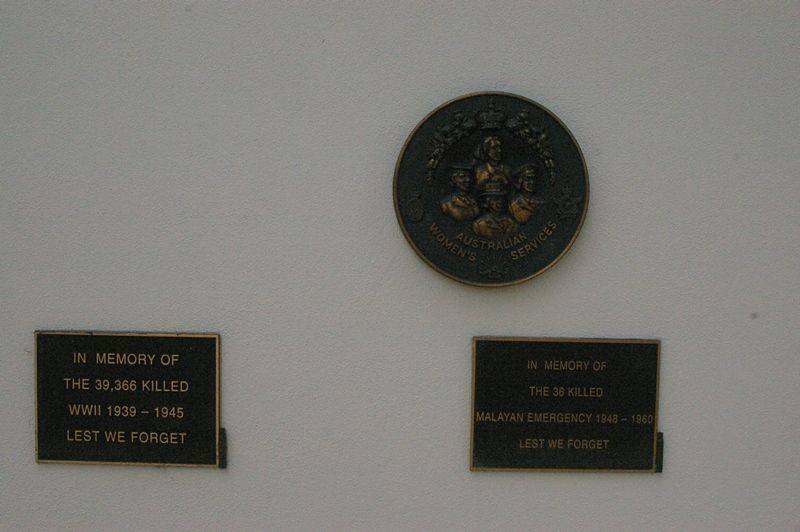 AUSTRALIAN
WOMEN'S SERVICES
IN MEMORY OF
THE 39,366 KILLED
WWII 1939 – 1945
LEST WE FORGET
IN MEMORY OF
THE 36 KILLED
MALAYAN EMERGENCY 1948 – 1960
LEST WE FORGET